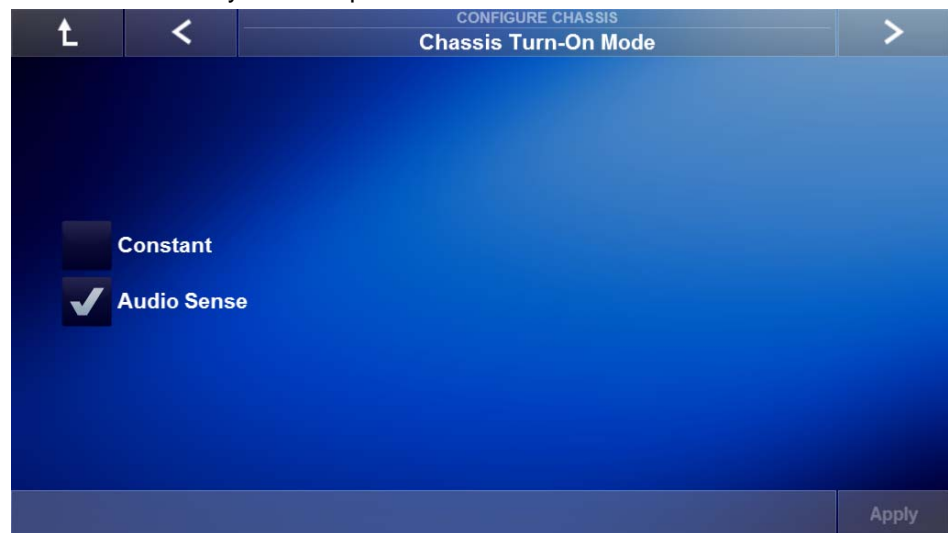 CONFIGURE CHASSIS
Chassis Turn-On Mode
Constant
Audio Sense
Apply